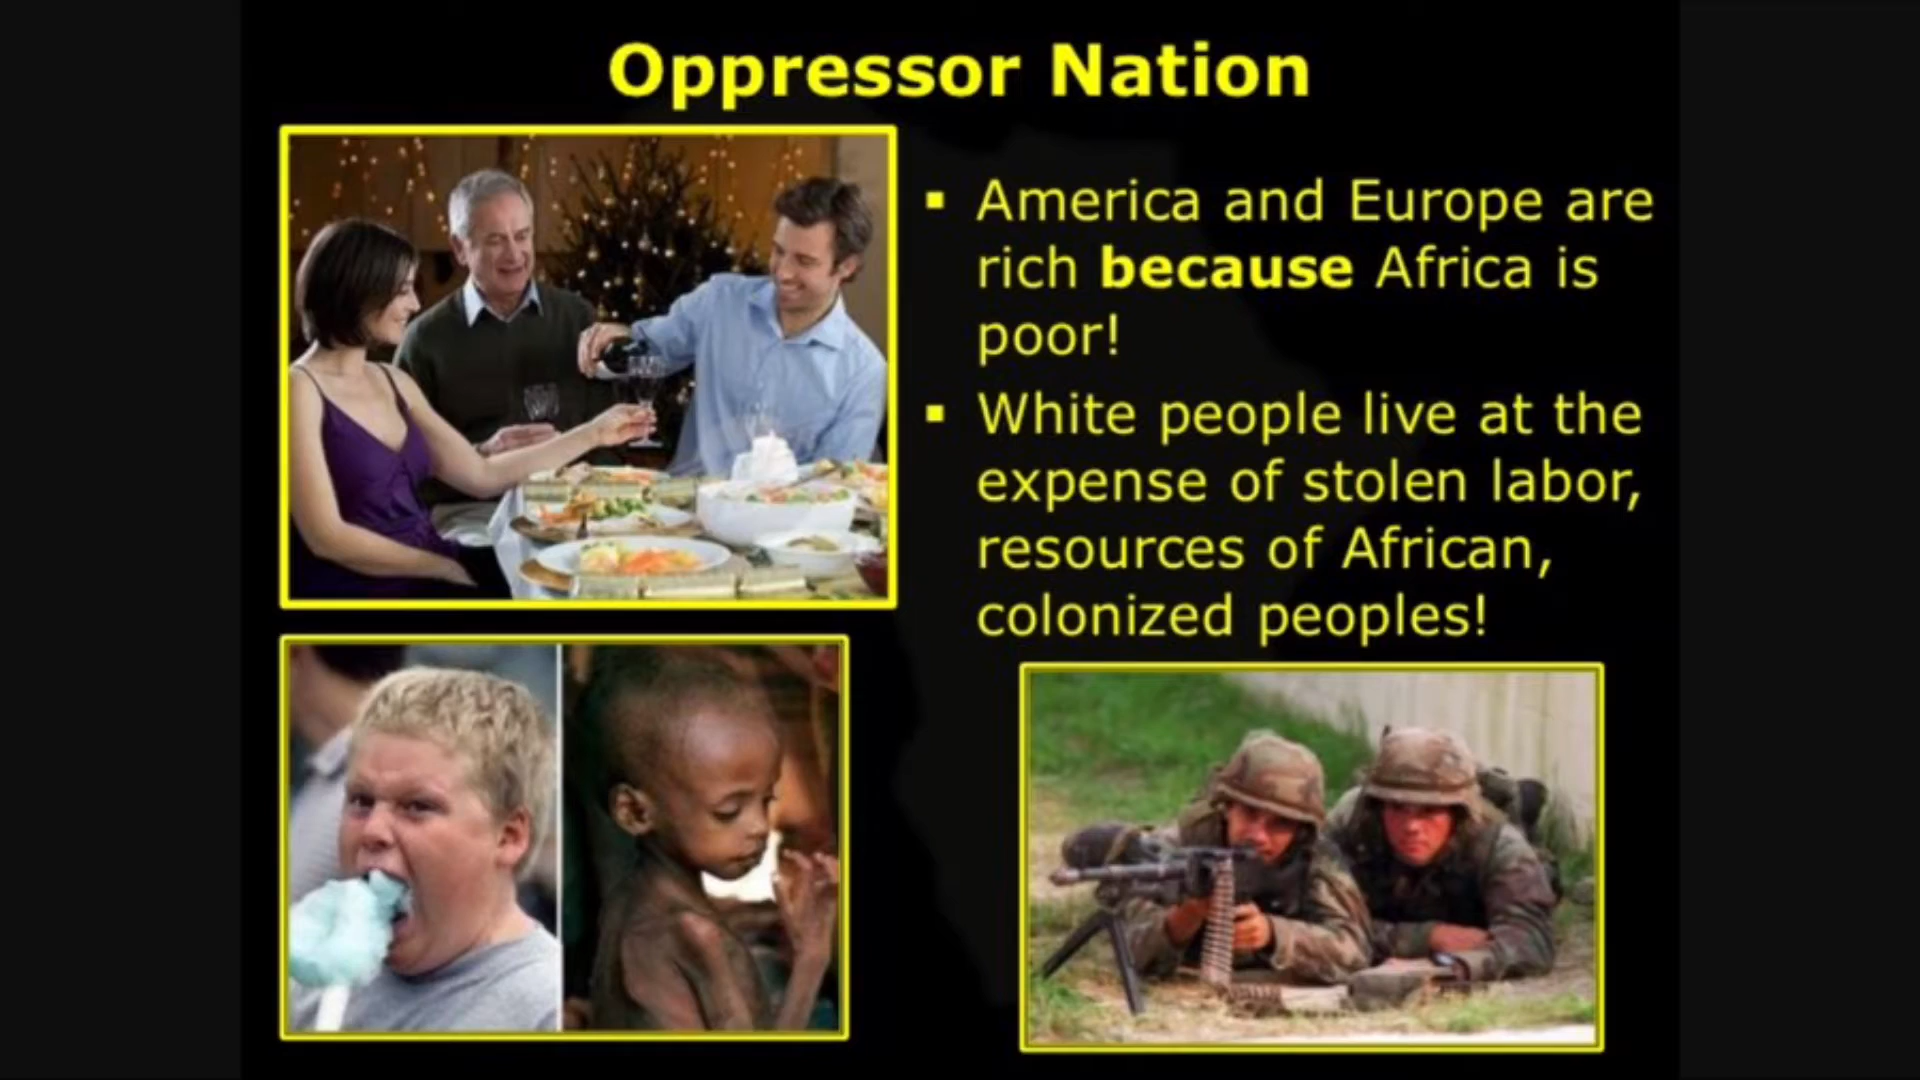 Oppressor Nation
▪ America and Europe are
rich because Africa is
poor!
▪ White people live at the
expense of stolen labor,
resources of African,
colonized peoples!